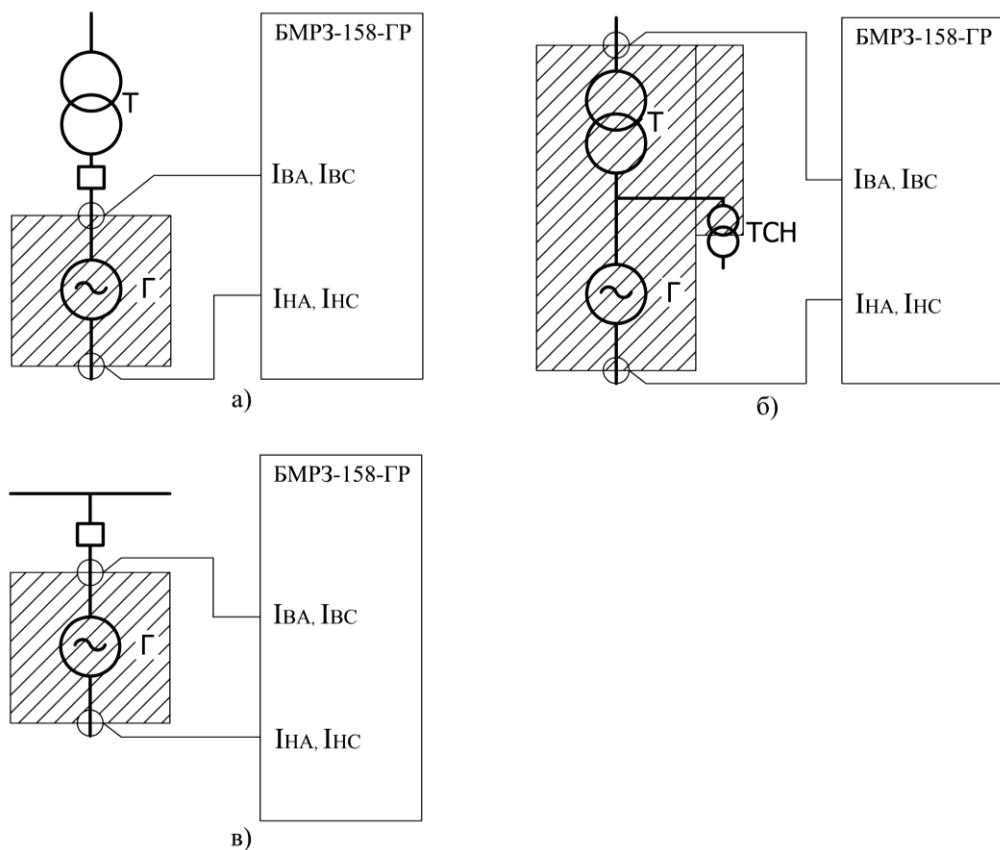 БМРЗ-158-ГР
Т
IВА, IВС
Г
IНА, IНС
а)
БМРЗ-158-ГР
Т
IВА, IВС
ТСН
Г
IНА, IНС
б)
БМРЗ-158-ГР
IВА, IВС
Г
IНА, IНС
в)